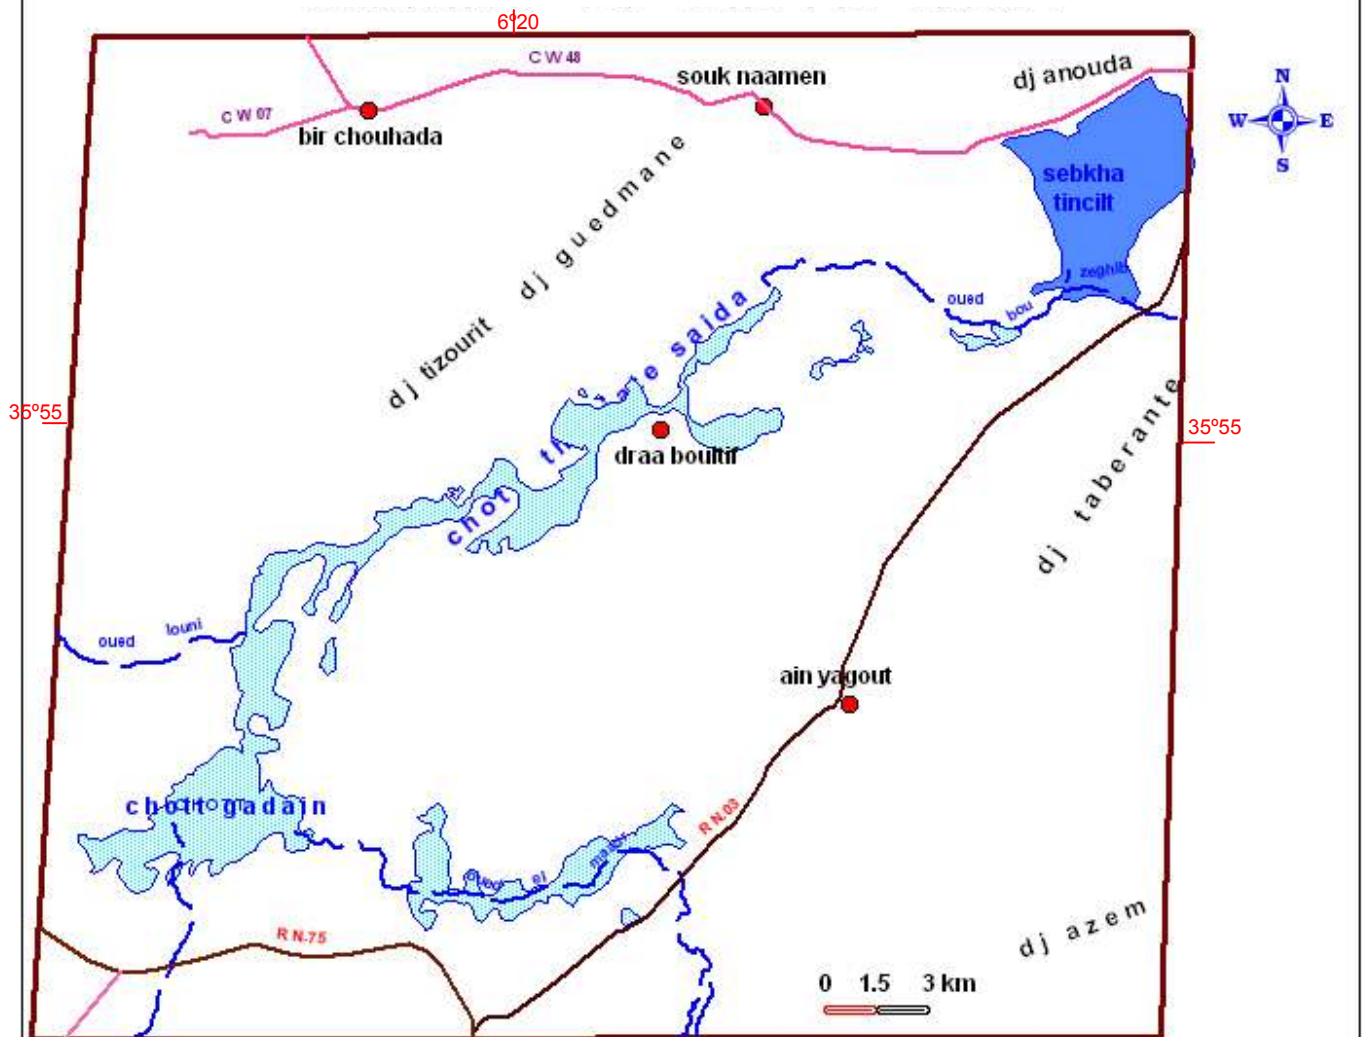 6°20
C W 48
souk naamen
dj anouda
N
C W 07
W
E
bir chouhada
S
sebkha
tincilt
dj guedmane
zeghib
oued
bou
saida
dj tizourit
35°55
35°55
draa boultif
chot
dj taberante
louni
oued
ain yagout
chott gadain
R N.03
el
R N.75
dj azem
0 1.5 3 km